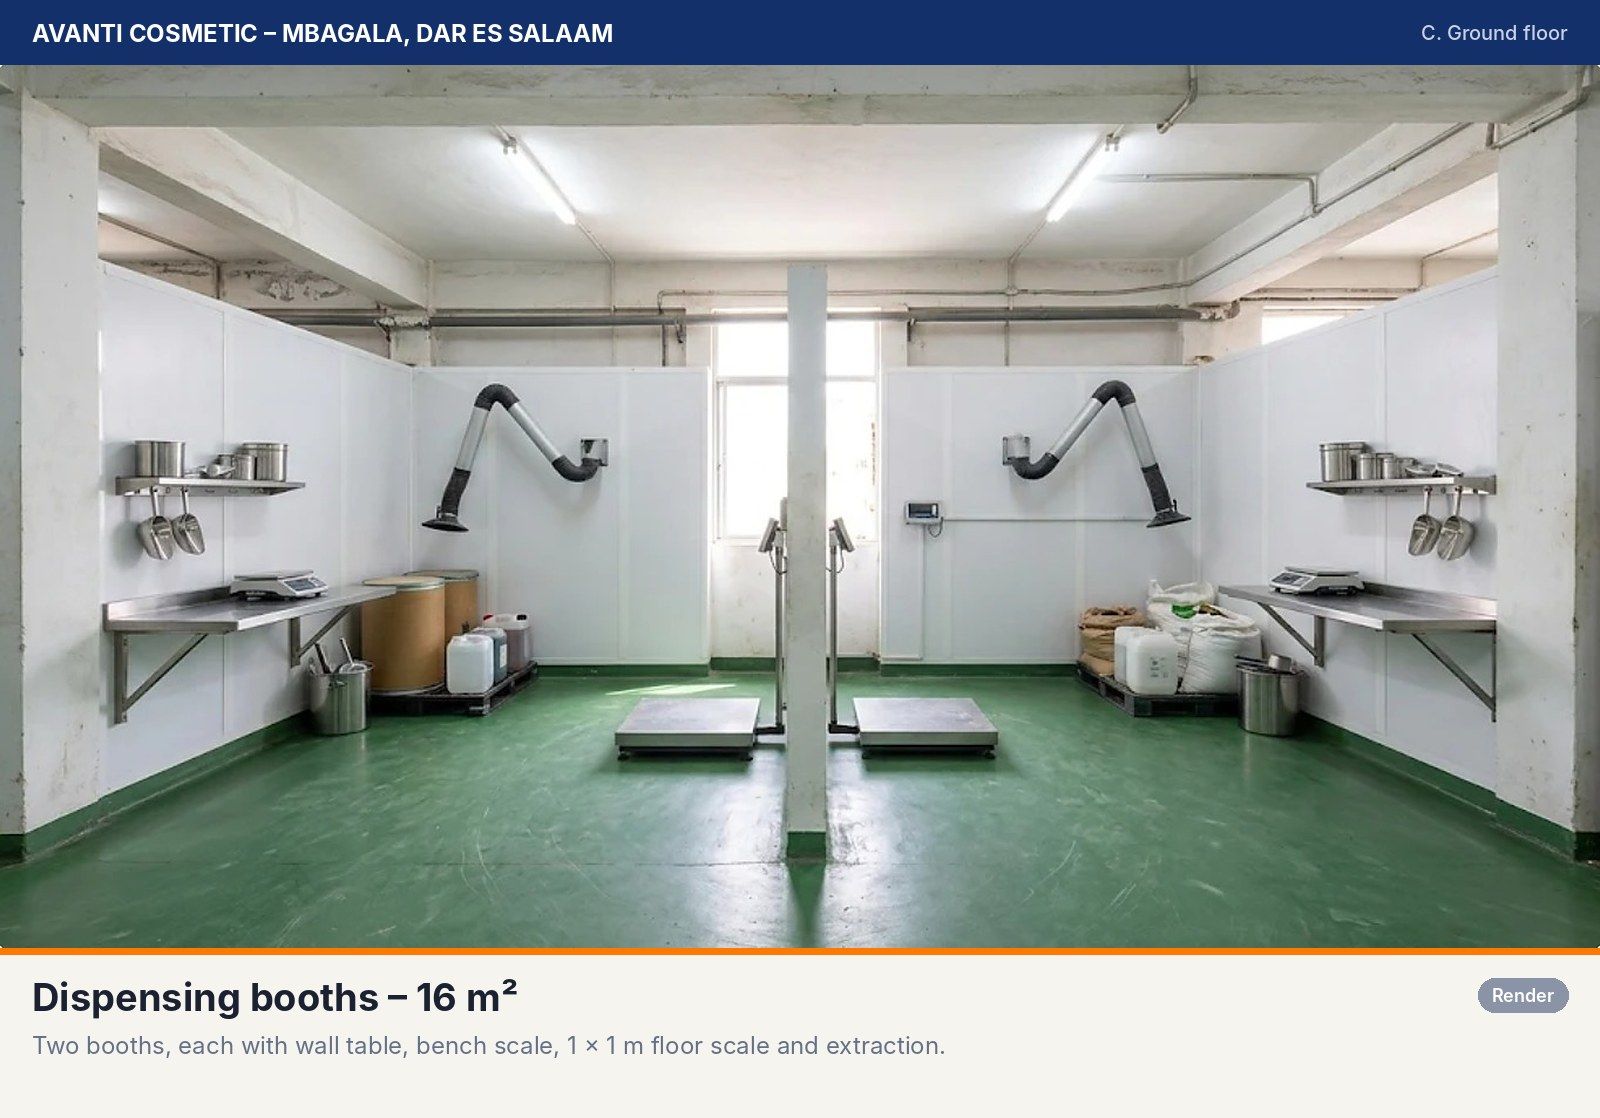 AVANTI COSMETIC – MBAGALA, DAR ES SALAAM
C. Ground floor
Dispensing booths – 16 m²
Render
Two booths, each with wall table, bench scale, 1 × 1 m floor scale and extraction.